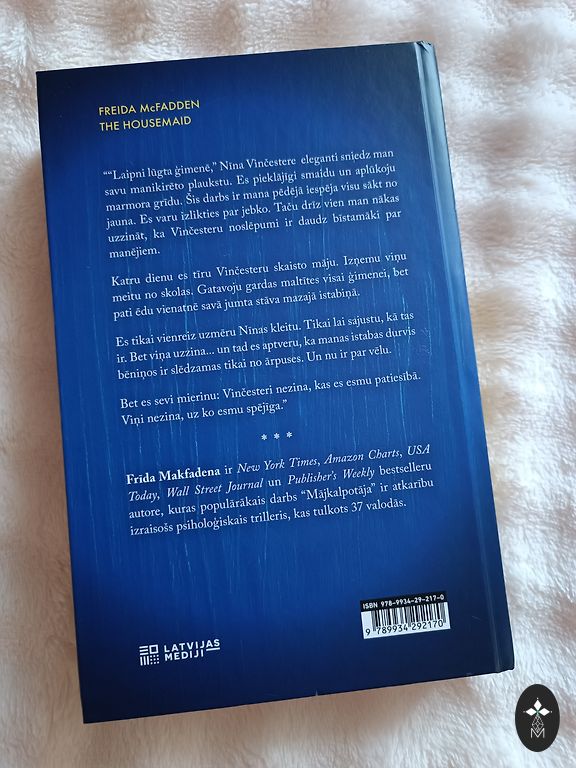 FREIDA McFADDEN
THE HOUSEMAID
““Laipni lūgta ģimenē,” Nīna Vinčestere eleganti sniedz man
savu manikirēto plaukstu. Es pieklājīgi smaidu un aplūkoju
marmora grīdu. Šis darbs ir mana pēdējā iespēja visu sākt no
jauna. Es varu izlikties par jebko. Taču drīz vien man nākas
uzzināt, ka Vinčesteru noslēpumi ir daudz bīstamāki par
manējiem.
Katru dienu es tīru Vinčesteru skaisto māju. Izņemu viņu
meitu no skolas. Gatavoju gardas maltītes visai ģimenei, bet
pati ēdu vienatnē savā jumta stāva mazajā istabiņā.
Es tikai vienreiz uzmēru Nīnas kleitu. Tikai lai sajustu, kā tas
ir. Bet viņa uzzina... un tad es aptveru, ka manas istabas durvis
bēniņos ir slēdzamas tikai no ārpuses. Un nu ir par vēlu.
Bet es sevi mierinu: Vinčesteri nezina, kas es esmu patiesībā.
Viņi nezina, uz ko esmu spējīga.”
* * *
Frīda Makfadena ir New York Times, Amazon Charts, USA
Today, Wall Street Journal un Publisher's Weekly bestselleru
autore, kuras populārākais darbs “Mājkalpotāja” ir atkarību
izraisošs psiholoģiskais trilleris, kas tulkots 37 valodās.
ISBN 978-9934-29-217-0
9 789934 292170
LATVIJAS
MEDIJI
M